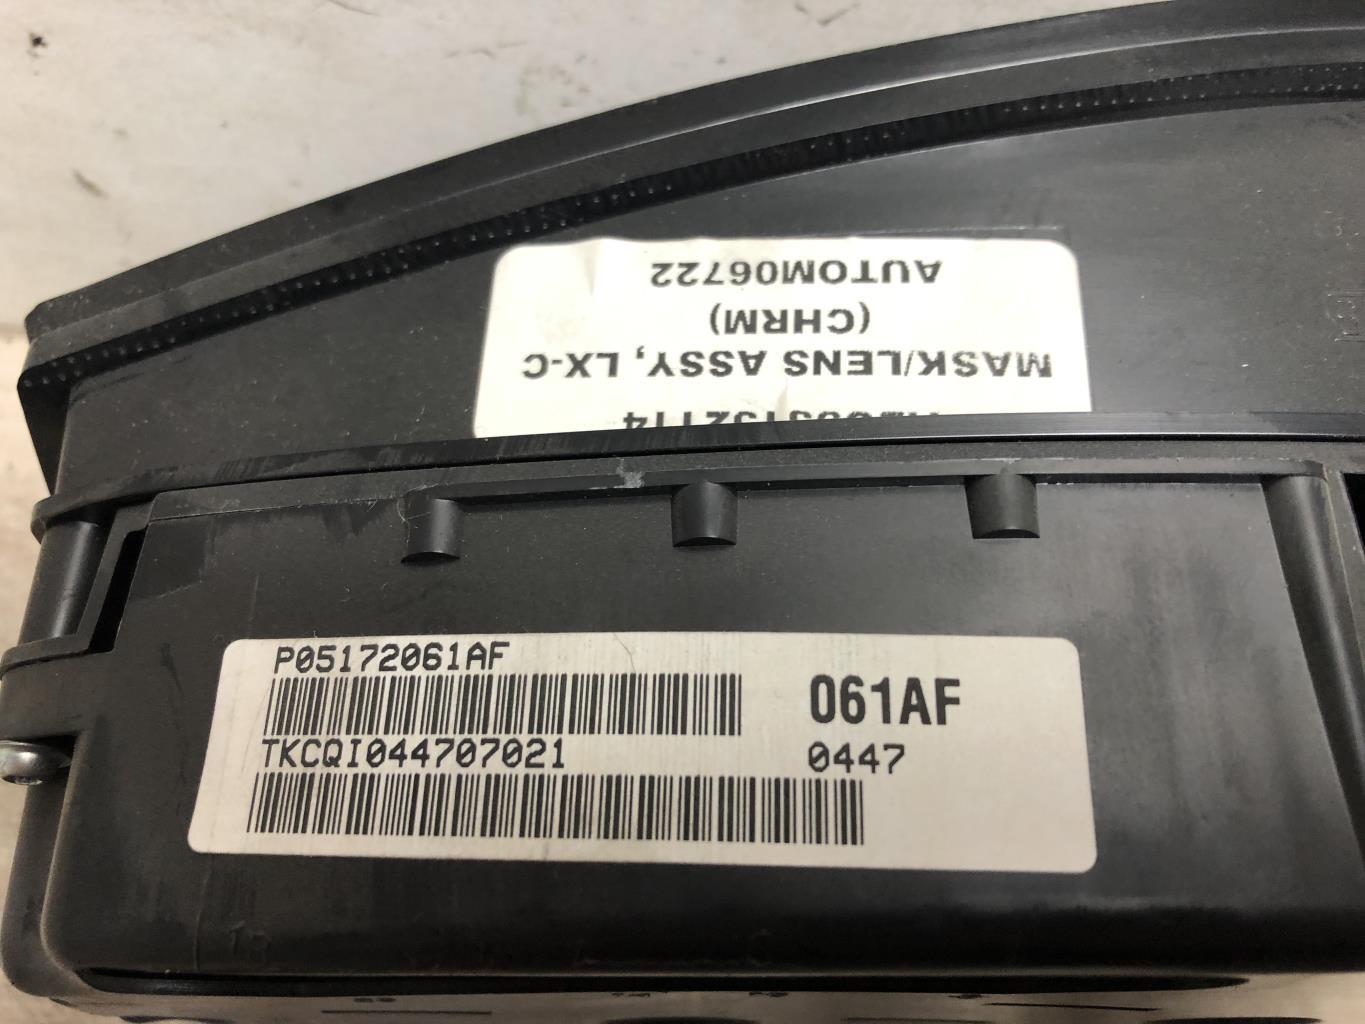 MASK/LENS ASSY, LX-C
(CHRM)
AUTOM06722
P05172061AF
061AF
TKCQI044707021
0447